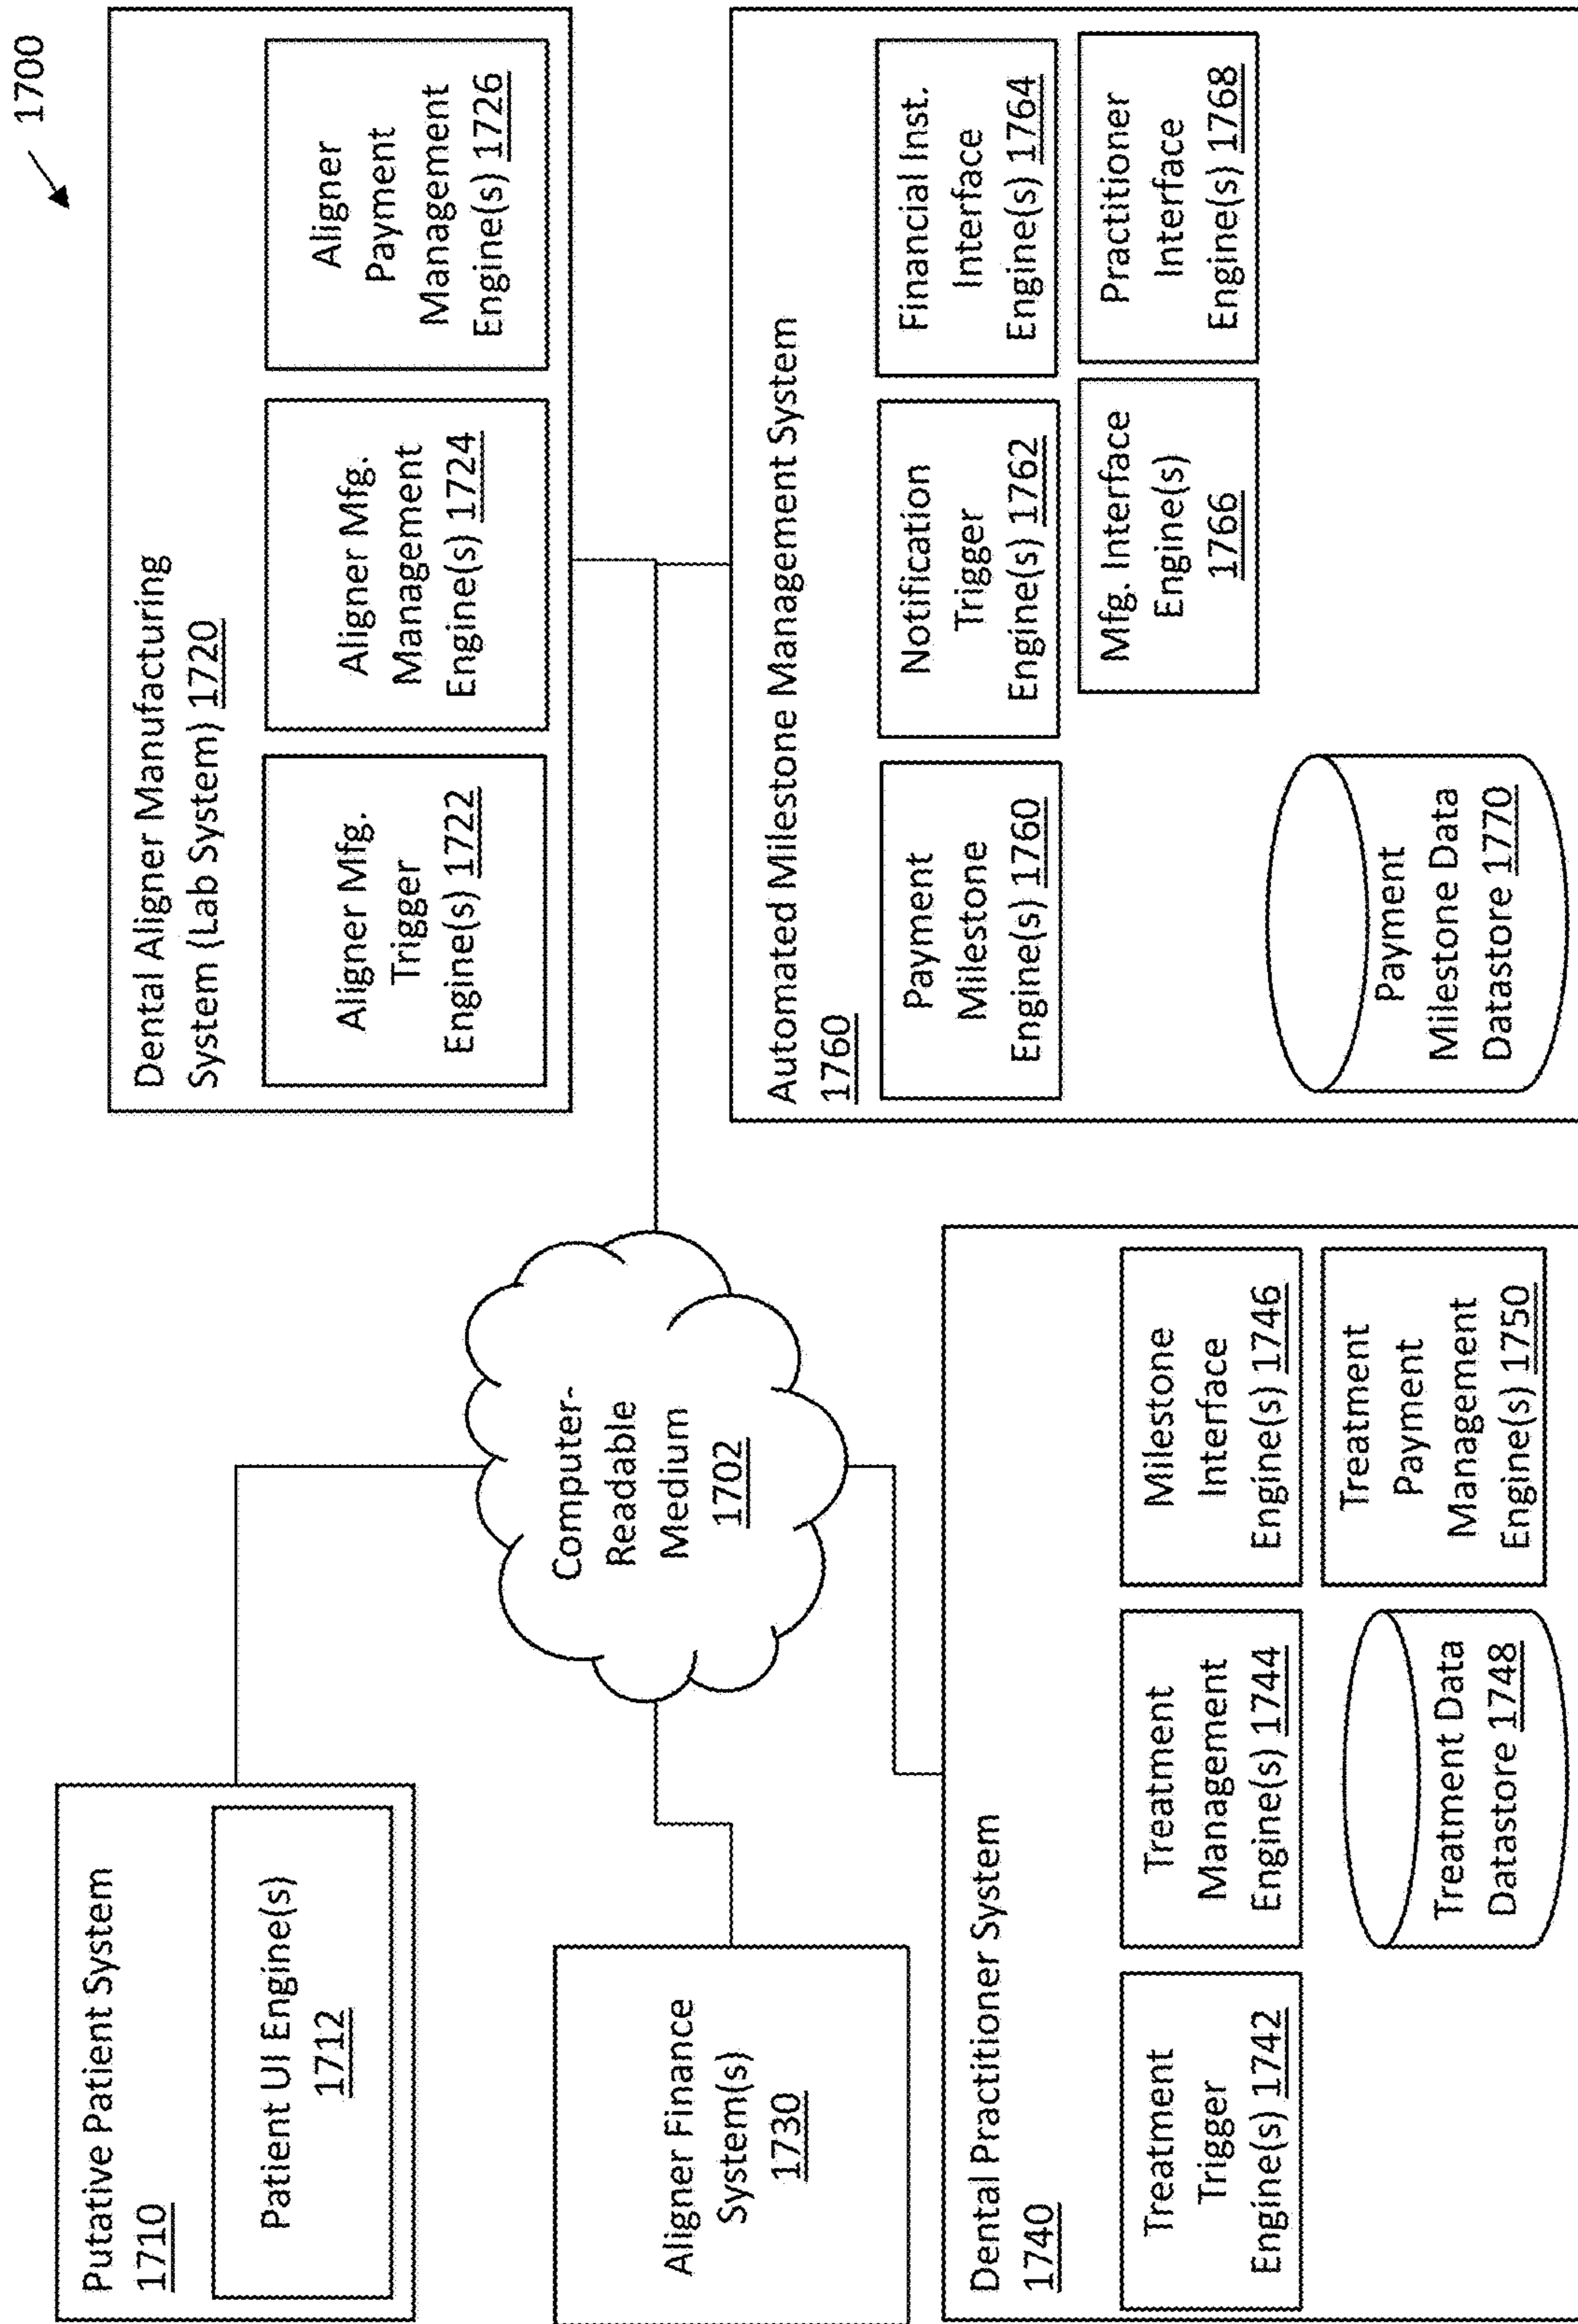 1700
Putative Patient System
1710
Patient UI Engine(s)
1712
Dental Aligner Manufacturing
System (Lab System) 1720
Aligner Mfg.
Trigger
Engine(s) 1722
Aligner Mfg.
Management
Engine(s) 1724
Aligner
Payment
Management
Engine(s) 1726
Computer-
Readable
Medium
1702
Aligner Finance
System(s)
1730
Dental Practitioner System
1740
Treatment
Trigger
Engine(s) 1742
Treatment
Management
Engine(s) 1744
Milestone
Interface
Engine(s) 1746
Treatment Data
Datastore 1748
Treatment
Payment
Management
Engine(s) 1750
Automated Milestone Management System
1760
Payment
Milestone
Engine(s) 1760
Notification
Trigger
Engine(s) 1762
Financial Inst.
Interface
Engine(s) 1764
Mfg. Interface
Engine(s)
1766
Practitioner
Interface
Engine(s) 1768
Payment
Milestone Data
Datastore 1770